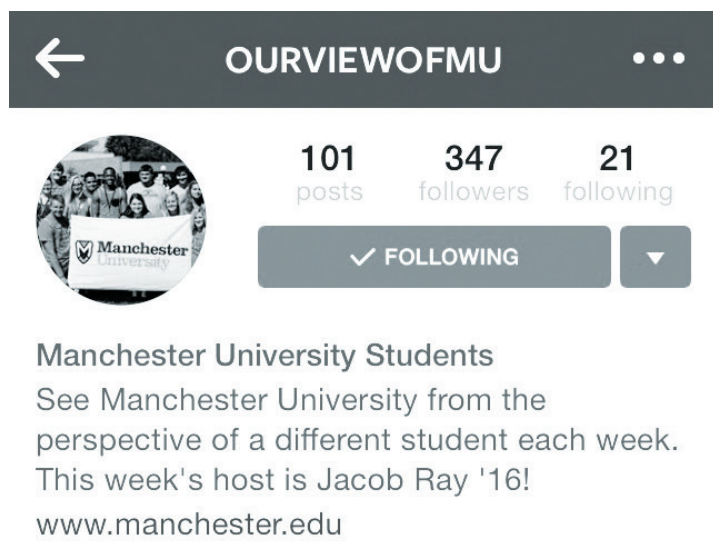 OURVIEWOFMU
101 347 21
posts followers following
FOLLOWING
Manchester
University
Manchester University Students
See Manchester University from the
perspective of a different student each week.
This week's host is Jacob Ray '16!
www.manchester.edu